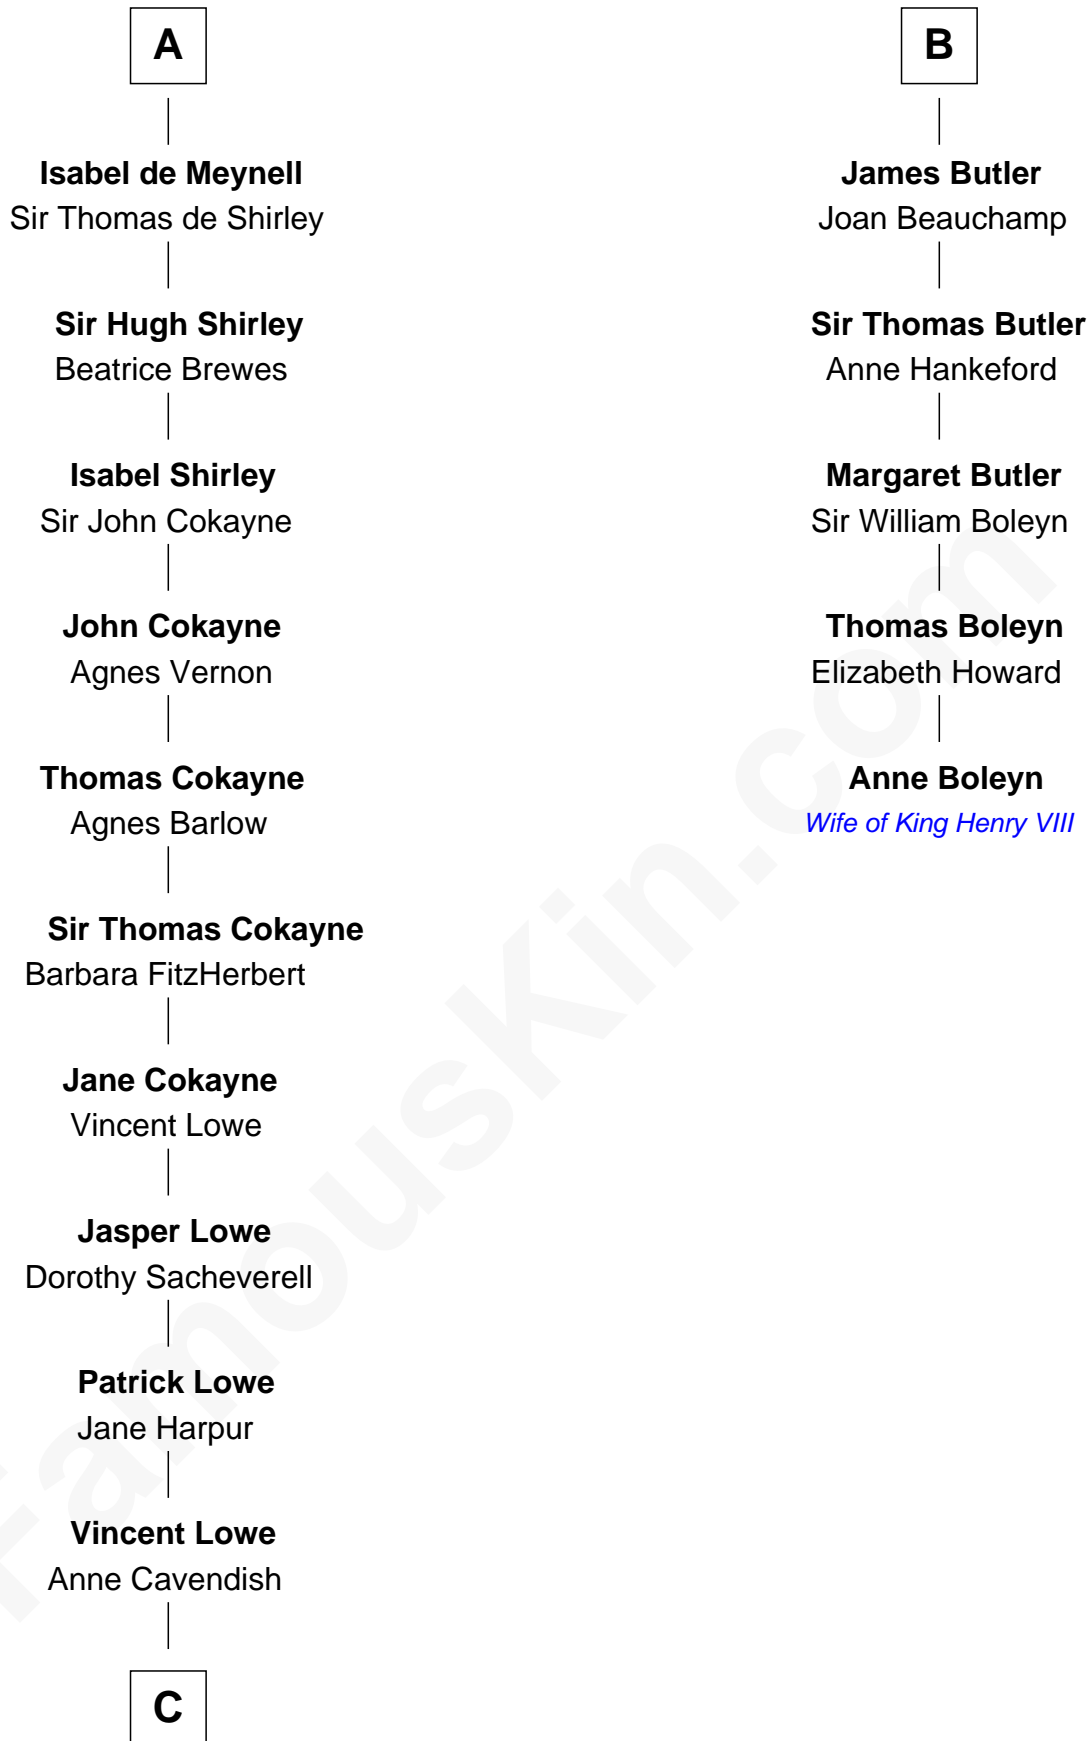 A
Isabel de Meynell
Sir Thomas de Shirley
Sir Hugh Shirley
Beatrice Brewes
Isabel Shirley
Sir John Cokayne
John Cokayne
Agnes Vernon
Thomas Cokayne
Agnes Barlow
Sir Thomas Cokayne
Barbara FitzHerbert
Jane Cokayne
Vincent Lowe
Jasper Lowe
Dorothy Sacheverell
Patrick Lowe
Jane Harpur
Vincent Lowe
Anne Cavendish
C
B
James Butler
Joan Beauchamp
Sir Thomas Butler
Anne Hankeford
Margaret Butler
Sir William Boleyn
Thomas Boleyn
Elizabeth Howard
Anne Boleyn
Wife of King Henry VIII
FamousKin.com